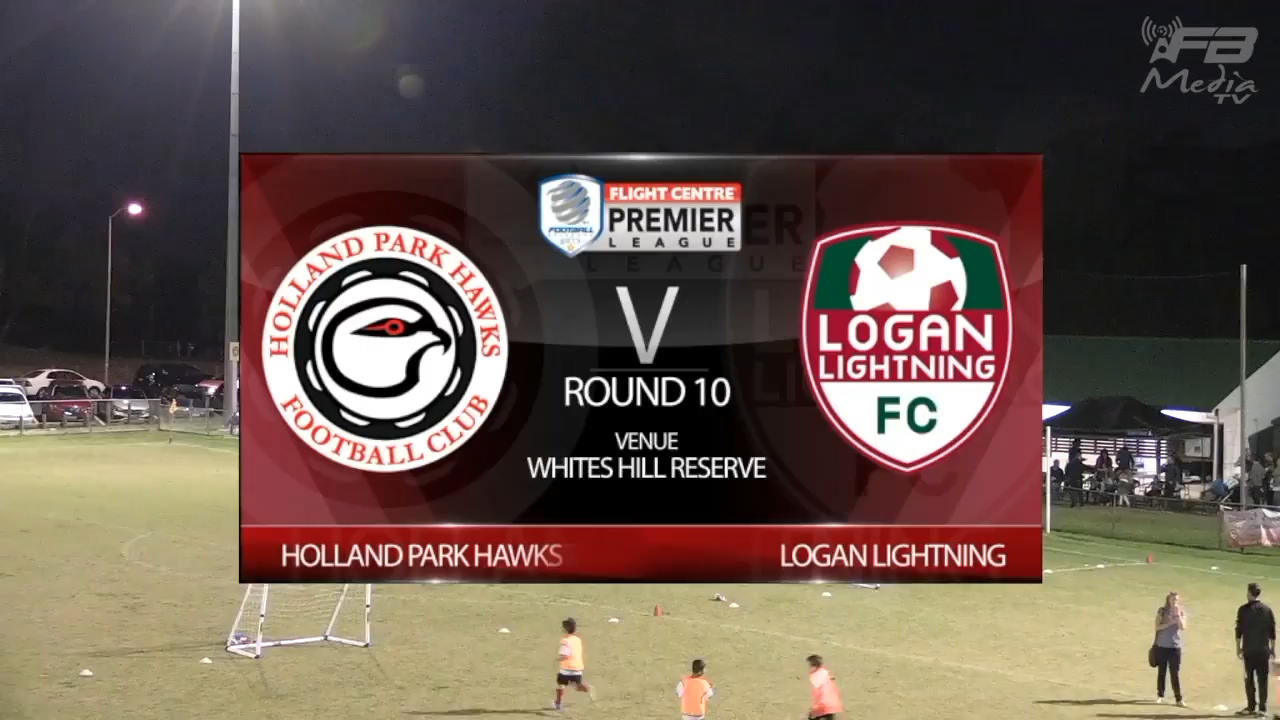 FB
Media
TV
FLIGHT CENTRE
PREMIER
LEAGUE
FOOTBALL
HOLLAND PARK HAWKS
FOOTBALL CLUB
V
ROUND 10
VENUE
WHITES HILL RESERVE
LOGAN
LIGHTNING
FC
HOLLAND PARK HAWKS
LOGAN LIGHTNING